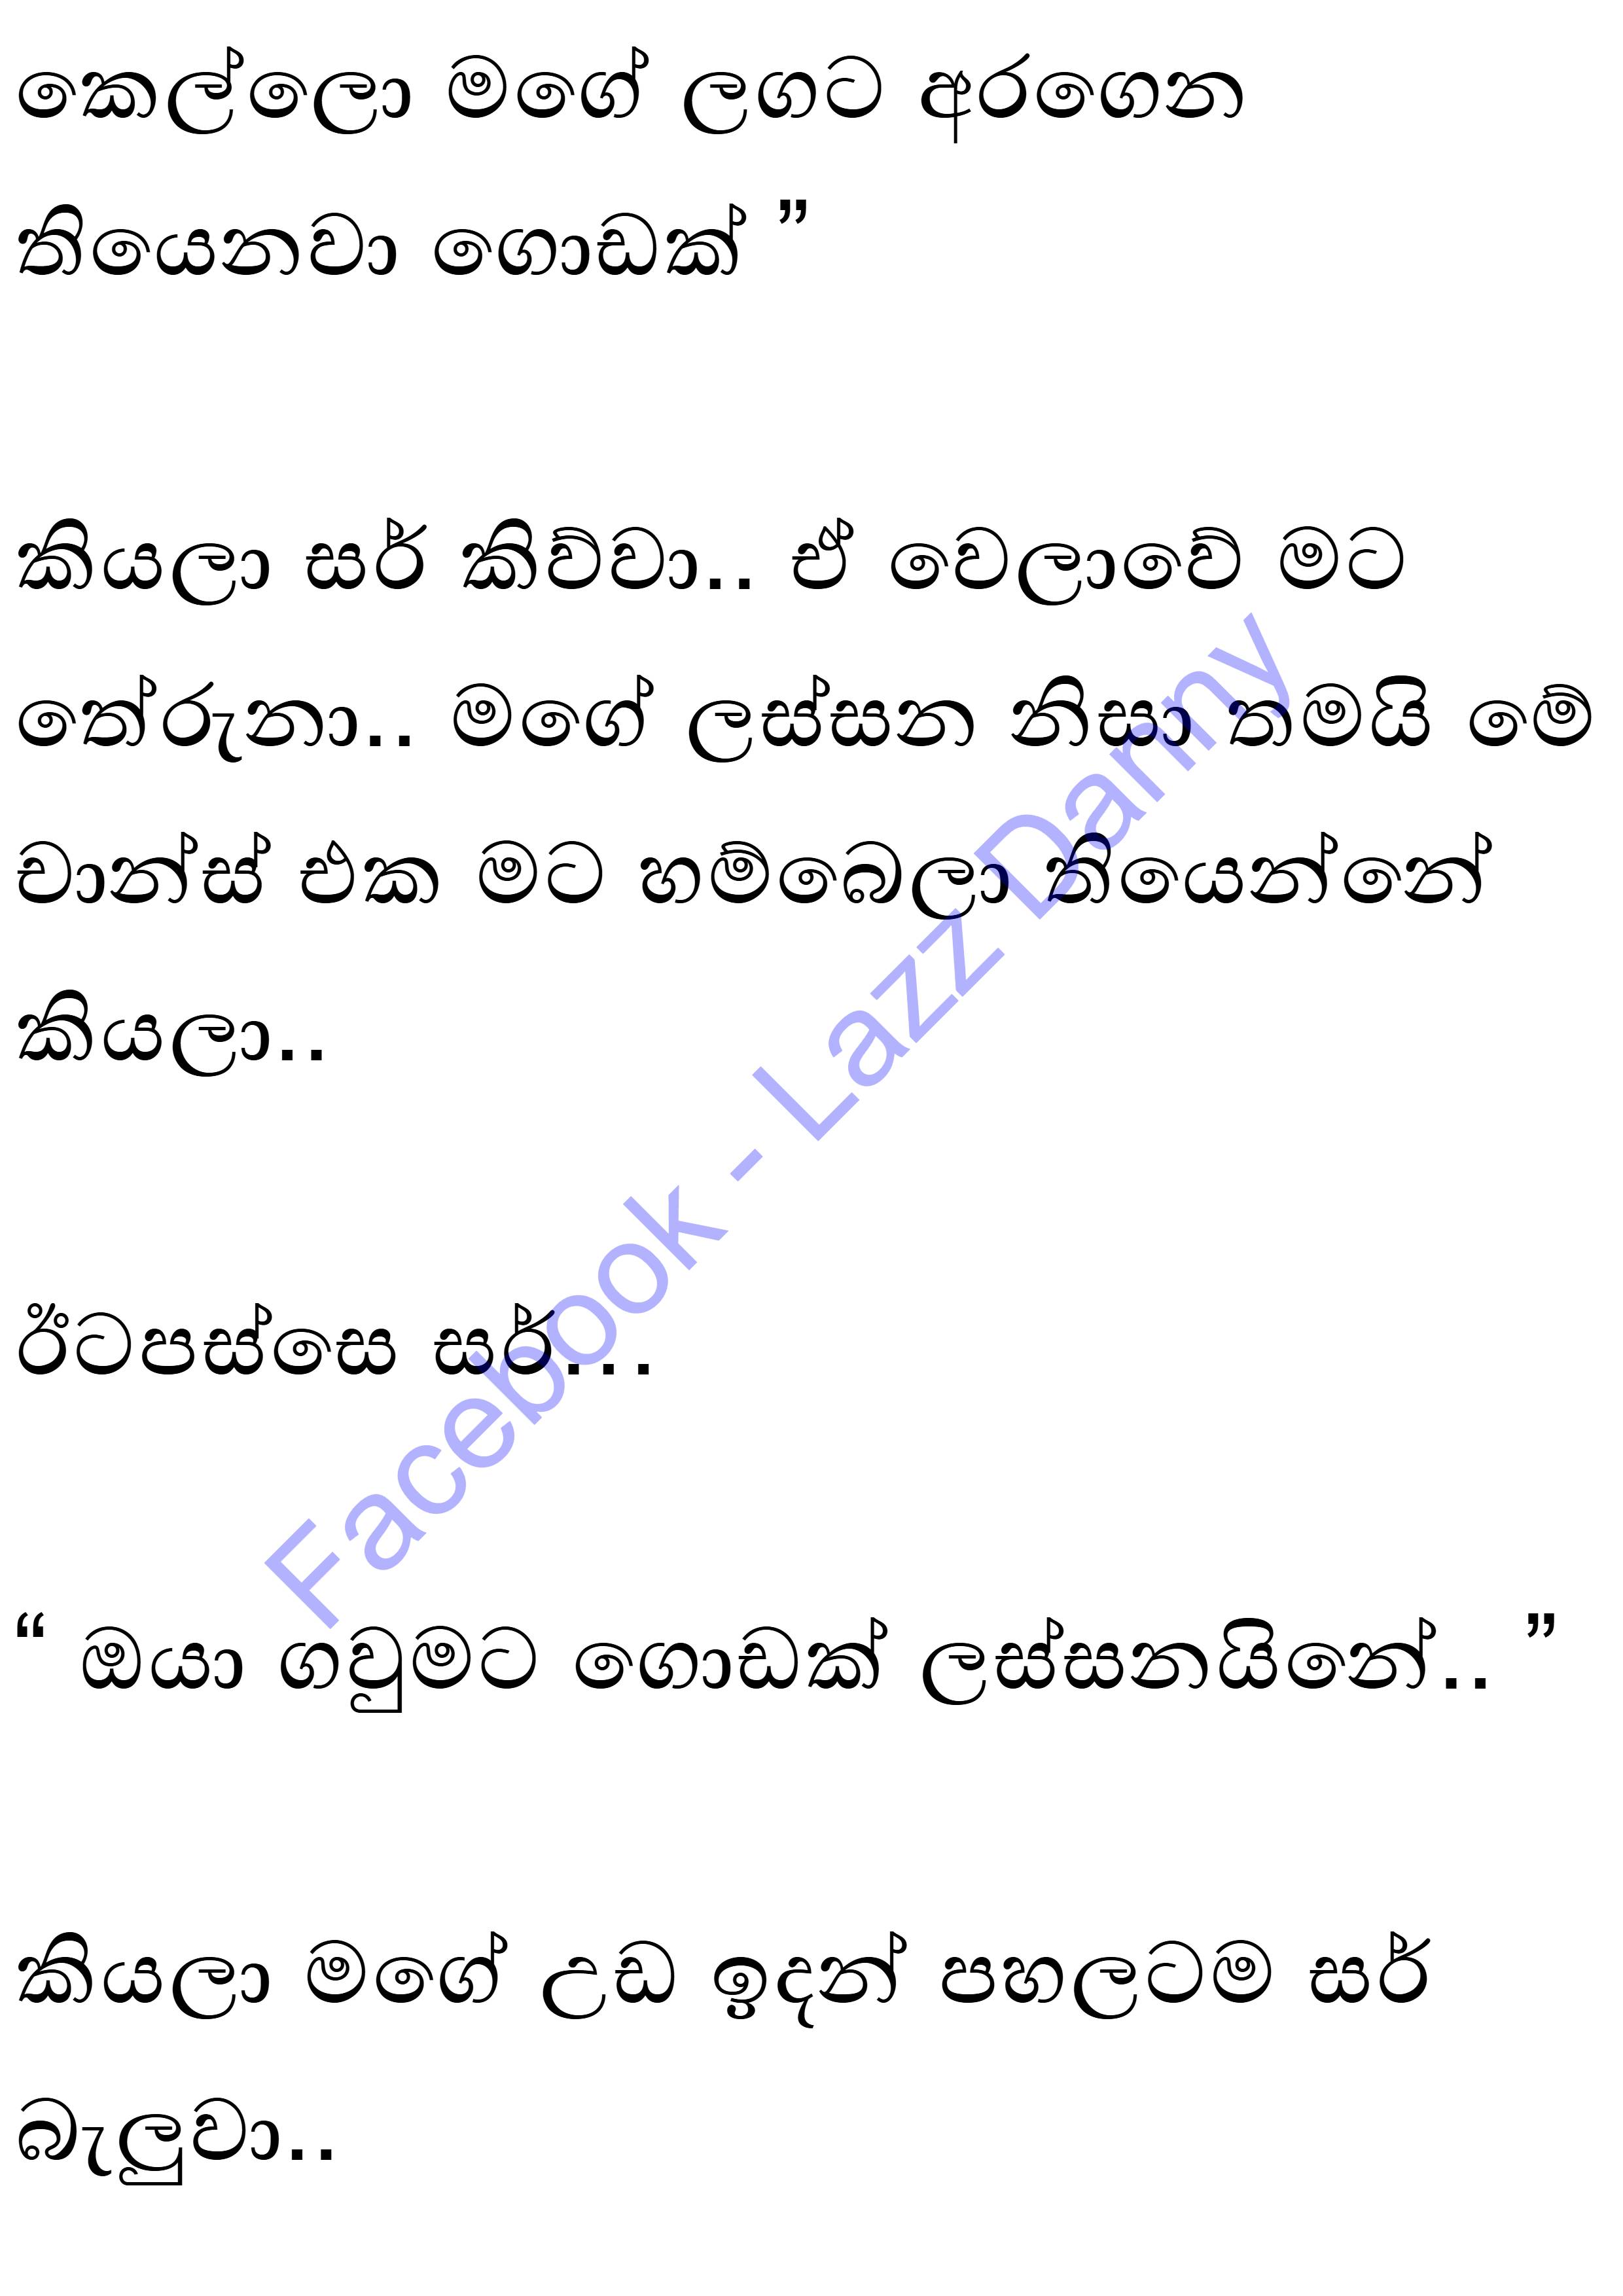 කෙල්ලො මගේ ලගට අරගෙන
තියෙනවා ගොඩක් ”
කියලා සර් කිව්වා.. ඒ වෙලාවේ මට
තේරුනා.. මගේ ලස්සන නිසා තමයි මේ
චාන්ස් එක මට හම්බෙලා තියෙන්නේ
කියලා..
ඊටපස්සෙ සර්...
“ ඔයා ගවුමට ගොඩක් ලස්සනයිනේ.. ”
කියලා මගේ උඩ ඉදන් පහලටම සර්
බැලුවා..
Facebook - Lazz Danny